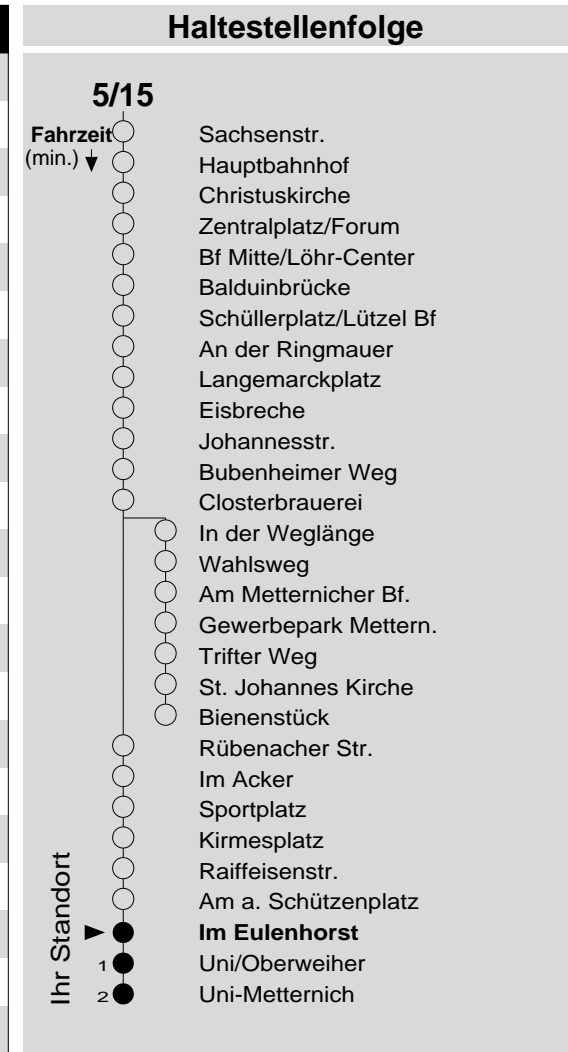 Haltestellenfolge
5/15
Fahrzeit
(min.)
Sachsenstr.
Hauptbahnhof
Christuskirche
Zentralplatz/Forum
Bf Mitte/Löhr-Center
Balduinbrücke
Schüllerplatz/Lützel Bf
An der Ringmauer
Langemarckplatz
Eisbreche
Johannesstr.
Bubenheimer Weg
Closterbrauerei
In der Weglänge
Wahlsweg
Am Metternicher Bf.
Gewerbepark Mettern.
Trifter Weg
St. Johannes Kirche
Bienenstück
Rübenacher Str.
Im Acker
Sportplatz
Kirmesplatz
Raiffeisenstr.
Am a. Schützenplatz
Ihr Standort
Im Eulenhorst
1 Uni/Oberweiher
2 Uni-Metternich